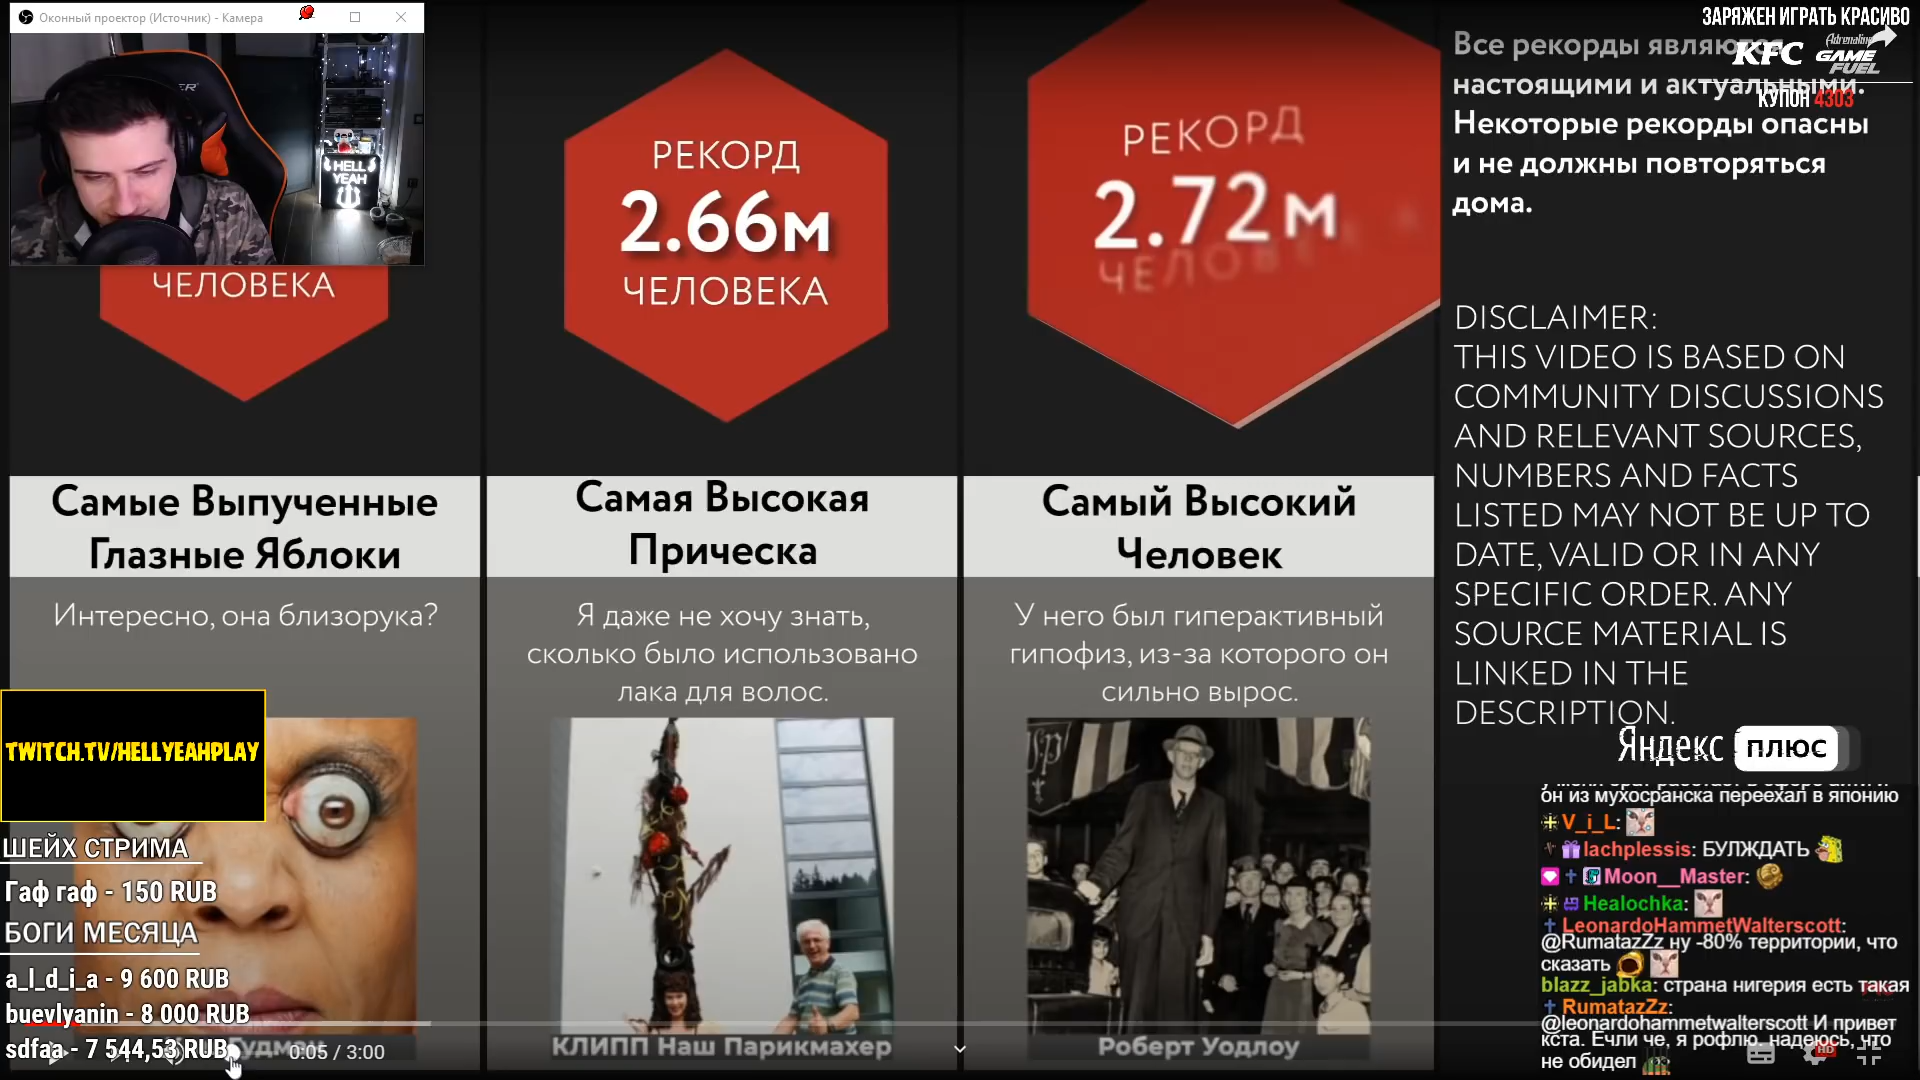 Оконный проектор (Источник) - Камера
HELL
YEAH
ЧЕЛОВЕКА
Самые Выпученные
Глазные Яблоки
Интересно, она близорука?
РЕКОРД
2.66м
ЧЕЛОВЕКА
Самая Высокая
Прическа
Я даже не хочу знать,
сколько было использовано
лака для волос.
КЛИПП Наш Парикмахер
РЕКОРД
2.72м
ЧЕЛОВЕКА
Самый Высокий
Человек
У него был гиперактивный
гипофиз, из-за которого он
сильно вырос.
Роберт Уодлоу
ЗАРЯЖЕН ИГРАТЬ КРАСИВО
KFC Adrenaline GAME FUEL
КУПОН 4303
Все рекорды являются
настоящими и актуальными.
Некоторые рекорды опасны
и не должны повторяться
дома.
DISCLAIMER:
THIS VIDEO IS BASED ON
COMMUNITY DISCUSSIONS
AND RELEVANT SOURCES,
NUMBERS AND FACTS
LISTED MAY NOT BE UP TO
DATE, VALID OR IN ANY
SPECIFIC ORDER. ANY
SOURCE MATERIAL IS
LINKED IN THE
DESCRIPTION.
Яндекс плюс
TWITCH.TV/HELLYEAHPLAY
ШЕЙХ СТРИМА
Гаф гаф - 150 RUB
БОГИ МЕСЯЦА
a_l_d_i_a - 9 600 RUB
buevlyanin - 8 000 RUB
sdfaa - 7 544,53 RUB
0:05 / 3:00
он из мухосранска переехал в японию
V_i_L:
lachplessis: БУЛЖДАТЬ
Moon__Master:
Healochka:
LeonardoHammetWalterscott:
@RumatazZz ну -80% территории, что
сказать
blazz_jabka: страна нигерия есть такая
RumatazZz:
@leonardohammetwalterscott И привет
кста. Ечли че, я рофлю. надеюсь, что
не обидел
HD